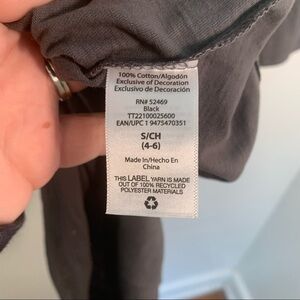 100% Cotton/Algodón
Exclusive of Decoration
Exclusivo de Decoración
RN# 52469
Black
TT22100025600
EAN/UPC 1 9475470351
S/CH
(4-6)
Made In/Hecho En
China
THIS LABEL YARN IS MADE
OUT OF 100% RECYCLED
POLYESTER MATERIALS